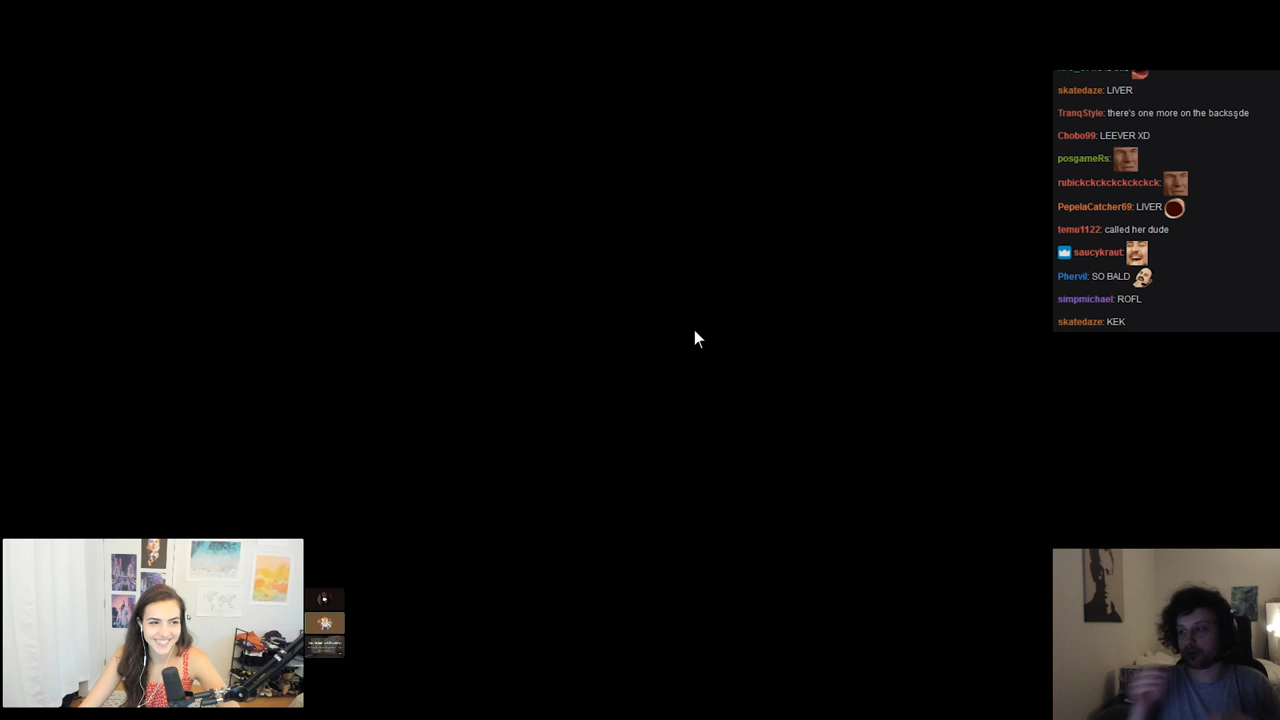 skatedaze: LIVER
TranqStyle: there's one more on the backsşde
Chobo99: LEEVER XD
posgameRs:
rubickckckckckckckck:
PepelaCatcher69: LIVER
temu1122: called her dude
saucykraut:
Phervil: SO BALD
simpmichael: ROFL
skatedaze: KEK